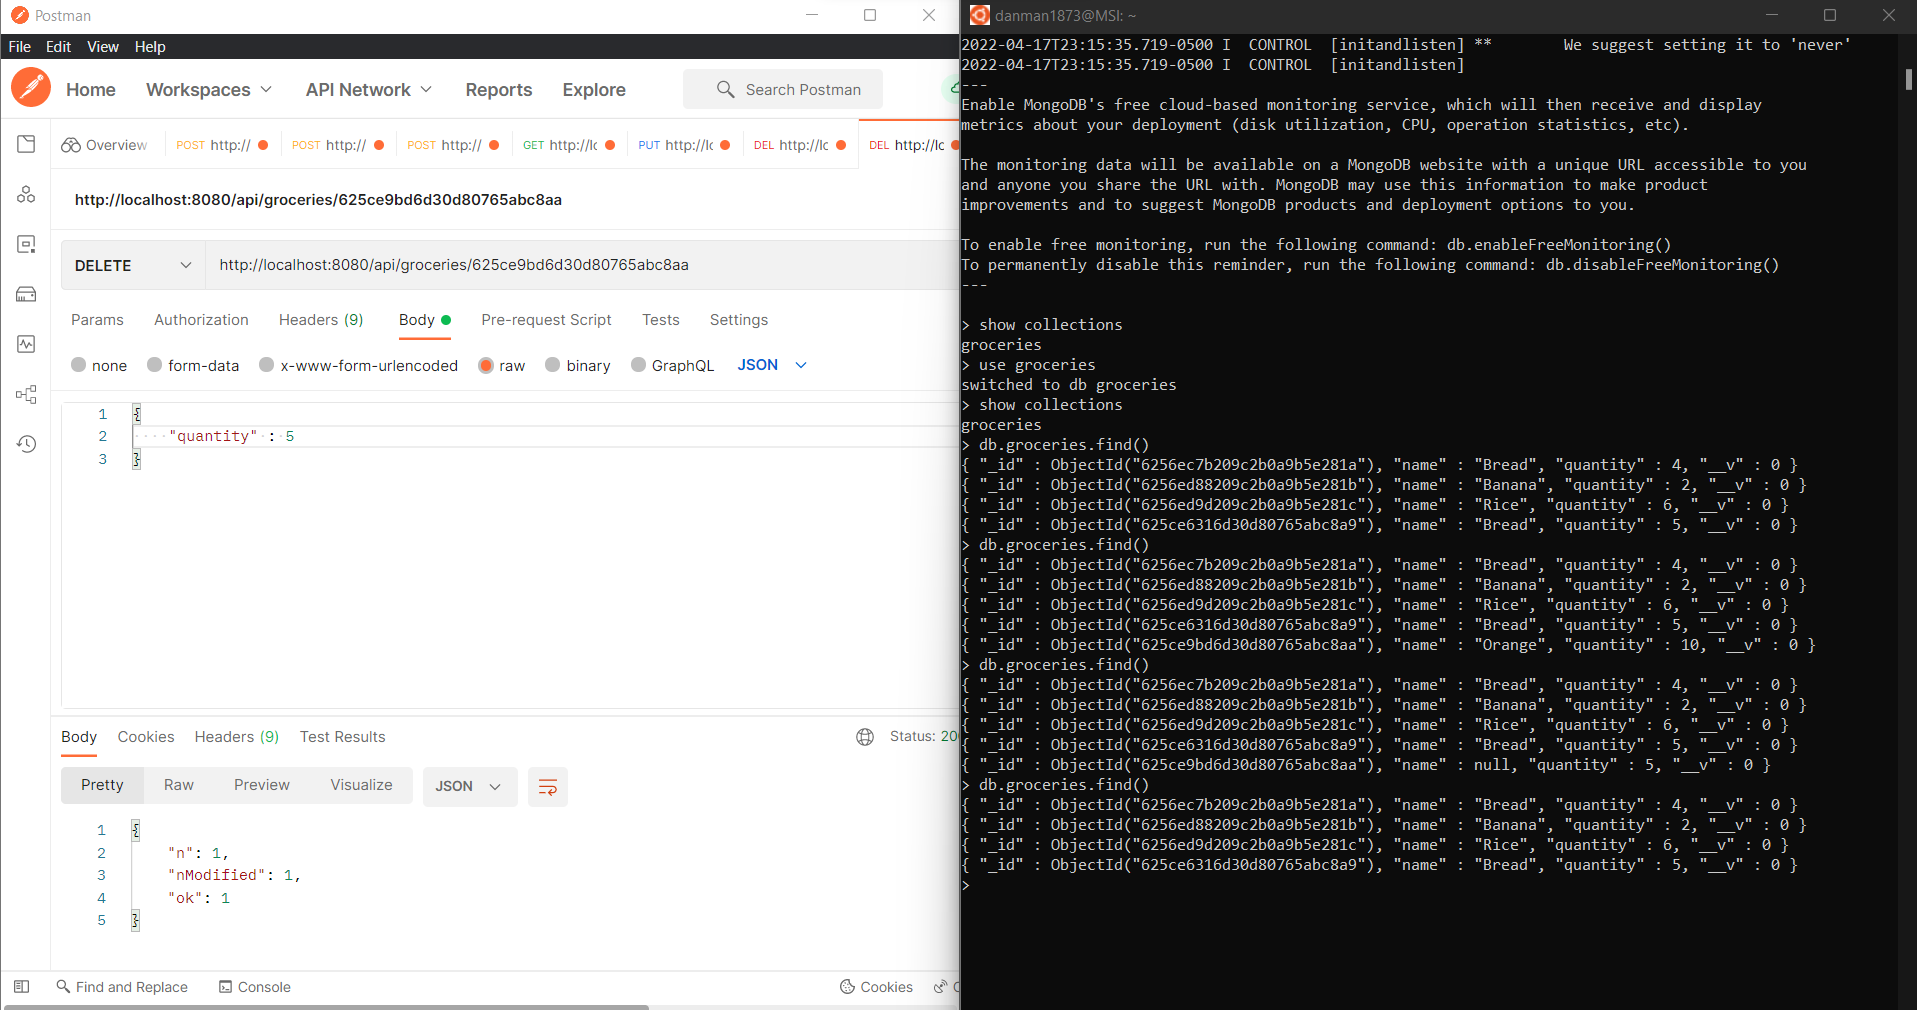 Postman
File Edit View Help
Home Workspaces API Network Reports Explore Search Postman
Overview POST http:// POST http:// POST http:// GET http://lc PUT http://lc DEL http://lc DEL http://lc
http://localhost:8080/api/groceries/625ce9bd6d30d80765abc8aa
DELETE http://localhost:8080/api/groceries/625ce9bd6d30d80765abc8aa
Params Authorization Headers (9) Body Pre-request Script Tests Settings
none form-data x-www-form-urlencoded raw binary GraphQL JSON
1 {
2 "quantity" : 5
3 }
Body Cookies Headers (9) Test Results Status: 20
Pretty Raw Preview Visualize JSON
1 {
2 "n": 1,
3 "nModified": 1,
4 "ok": 1
5 }
Find and Replace Console Cookies
danman1873@MSI: ~
2022-04-17T23:15:35.719-0500 I  CONTROL  [initandlisten] **        We suggest setting it to 'never'
2022-04-17T23:15:35.719-0500 I  CONTROL  [initandlisten]
---
Enable MongoDB's free cloud-based monitoring service, which will then receive and display
metrics about your deployment (disk utilization, CPU, operation statistics, etc).
The monitoring data will be available on a MongoDB website with a unique URL accessible to you
and anyone you share the URL with. MongoDB may use this information to make product
improvements and to suggest MongoDB products and deployment options to you.
To enable free monitoring, run the following command: db.enableFreeMonitoring()
To permanently disable this reminder, run the following command: db.disableFreeMonitoring()
---
> show collections
groceries
> use groceries
switched to db groceries
> show collections
groceries
> db.groceries.find()
{ "_id" : ObjectId("6256ec7b209c2b0a9b5e281a"), "name" : "Bread", "quantity" : 4, "__v" : 0 }
{ "_id" : ObjectId("6256ed88209c2b0a9b5e281b"), "name" : "Banana", "quantity" : 2, "__v" : 0 }
{ "_id" : ObjectId("6256ed9d209c2b0a9b5e281c"), "name" : "Rice", "quantity" : 6, "__v" : 0 }
{ "_id" : ObjectId("625ce6316d30d80765abc8a9"), "name" : "Bread", "quantity" : 5, "__v" : 0 }
> db.groceries.find()
{ "_id" : ObjectId("6256ec7b209c2b0a9b5e281a"), "name" : "Bread", "quantity" : 4, "__v" : 0 }
{ "_id" : ObjectId("6256ed88209c2b0a9b5e281b"), "name" : "Banana", "quantity" : 2, "__v" : 0 }
{ "_id" : ObjectId("6256ed9d209c2b0a9b5e281c"), "name" : "Rice", "quantity" : 6, "__v" : 0 }
{ "_id" : ObjectId("625ce6316d30d80765abc8a9"), "name" : "Bread", "quantity" : 5, "__v" : 0 }
{ "_id" : ObjectId("625ce9bd6d30d80765abc8aa"), "name" : "Orange", "quantity" : 10, "__v" : 0 }
> db.groceries.find()
{ "_id" : ObjectId("6256ec7b209c2b0a9b5e281a"), "name" : "Bread", "quantity" : 4, "__v" : 0 }
{ "_id" : ObjectId("6256ed88209c2b0a9b5e281b"), "name" : "Banana", "quantity" : 2, "__v" : 0 }
{ "_id" : ObjectId("6256ed9d209c2b0a9b5e281c"), "name" : "Rice", "quantity" : 6, "__v" : 0 }
{ "_id" : ObjectId("625ce6316d30d80765abc8a9"), "name" : "Bread", "quantity" : 5, "__v" : 0 }
{ "_id" : ObjectId("625ce9bd6d30d80765abc8aa"), "name" : null, "quantity" : 5, "__v" : 0 }
> db.groceries.find()
{ "_id" : ObjectId("6256ec7b209c2b0a9b5e281a"), "name" : "Bread", "quantity" : 4, "__v" : 0 }
{ "_id" : ObjectId("6256ed88209c2b0a9b5e281b"), "name" : "Banana", "quantity" : 2, "__v" : 0 }
{ "_id" : ObjectId("6256ed9d209c2b0a9b5e281c"), "name" : "Rice", "quantity" : 6, "__v" : 0 }
{ "_id" : ObjectId("625ce6316d30d80765abc8a9"), "name" : "Bread", "quantity" : 5, "__v" : 0 }
>